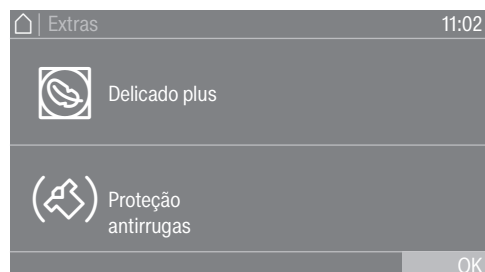 | Extras 11:02
Delicado plus
Proteção
antirrugas
OK